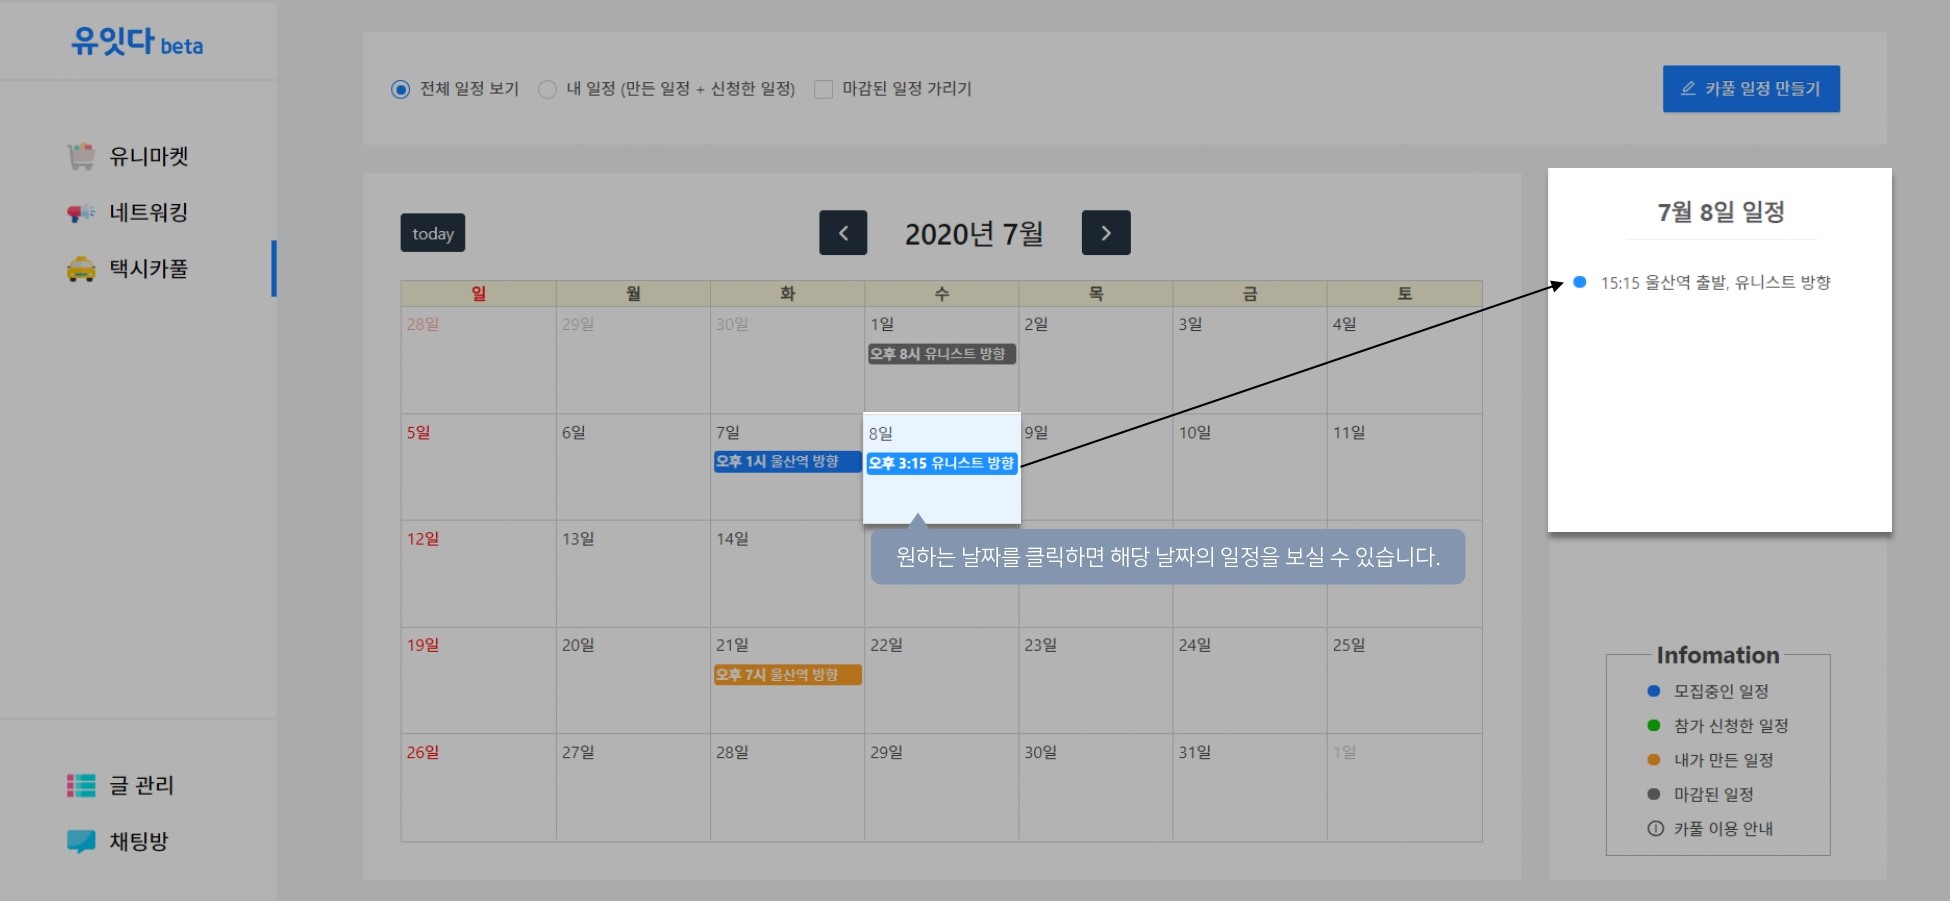 유잇다 beta
유니마켓
네트워킹
택시카풀
글 관리
채팅방
전체 일정 보기 내 일정 (만든 일정 + 신청한 일정) 마감된 일정 가리기
카풀 일정 만들기
today
2020년 7월
일 월 화 수 목 금 토
28일 29일 30일 1일 2일 3일 4일
오후 8시 유니스트 방향
5일 6일 7일 8일 9일 10일 11일
오후 1시 울산역 방향 오후 3:15 유니스트 방향
12일 13일 14일
원하는 날짜를 클릭하면 해당 날짜의 일정을 보실 수 있습니다.
19일 20일 21일 22일 23일 24일 25일
오후 7시 울산역 방향
26일 27일 28일 29일 30일 31일 1일
7월 8일 일정
15:15 울산역 출발, 유니스트 방향
Infomation
모집중인 일정
참가 신청한 일정
내가 만든 일정
마감된 일정
카풀 이용 안내